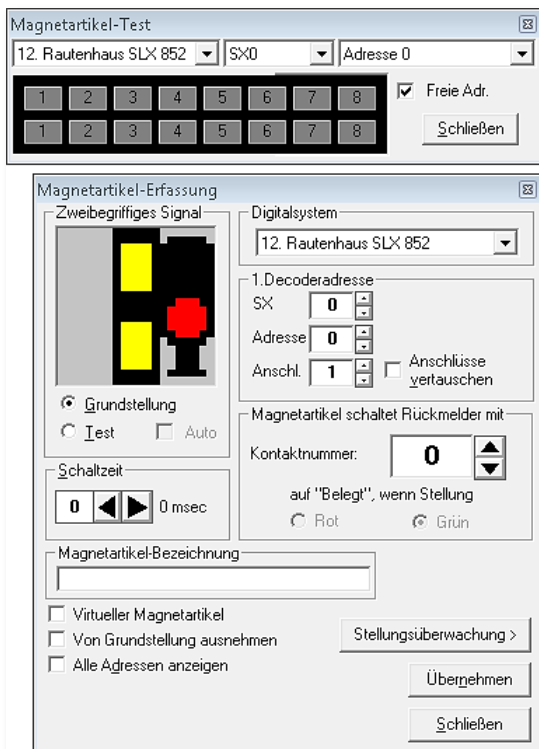 Magnetartikel-Test
12. Rautenhaus SLX 852 SX0 Adresse 0
1 2 3 4 5 6 7 8 Freie Adr.
1 2 3 4 5 6 7 8 Schließen
Magnetartikel-Erfassung
Zweibegriffiges Signal
Grundstellung
Test Auto
Schaltzeit
0 0 msec
Digitalsystem
12. Rautenhaus SLX 852
1.Decoderadresse
SX 0
Adresse 0
Anschl. 1 Anschlüsse
vertauschen
Magnetartikel schaltet Rückmelder mit
Kontaktnummer: 0
auf "Belegt", wenn Stellung
Rot Grün
Magnetartikel-Bezeichnung
Virtueller Magnetartikel
Von Grundstellung ausnehmen
Alle Adressen anzeigen
Stellungsüberwachung >
Übernehmen
Schließen